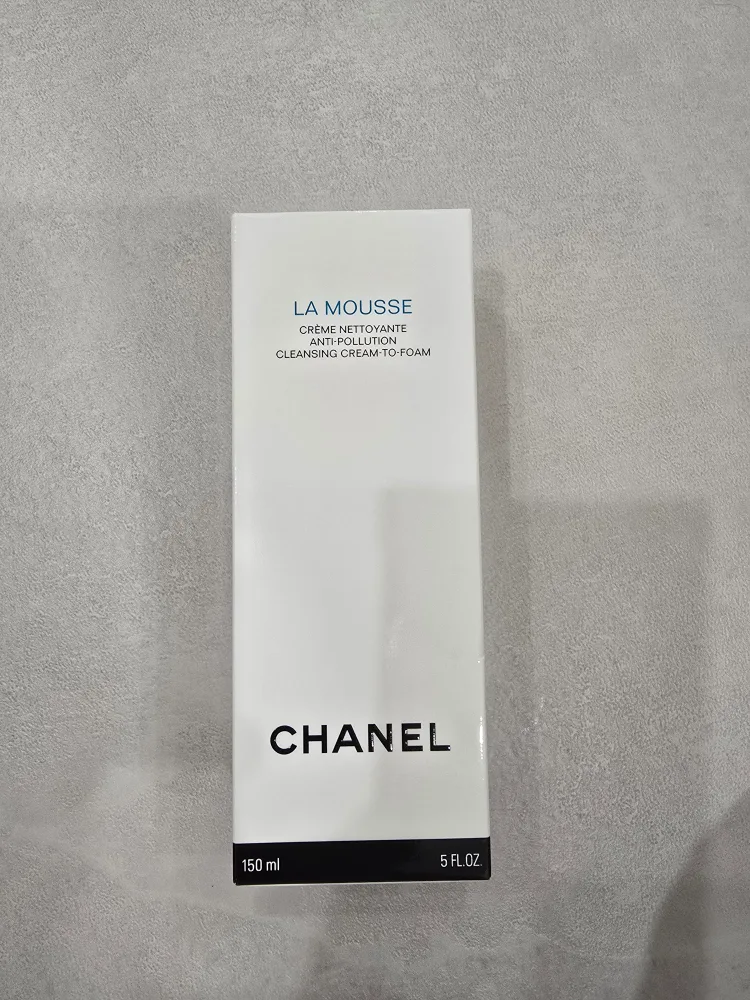 LA MOUSSE
CRÈME NETTOYANTE
ANTI-POLLUTION
CLEANSING CREAM-TO-FOAM
CHANEL
150 ml 5 FL.OZ.